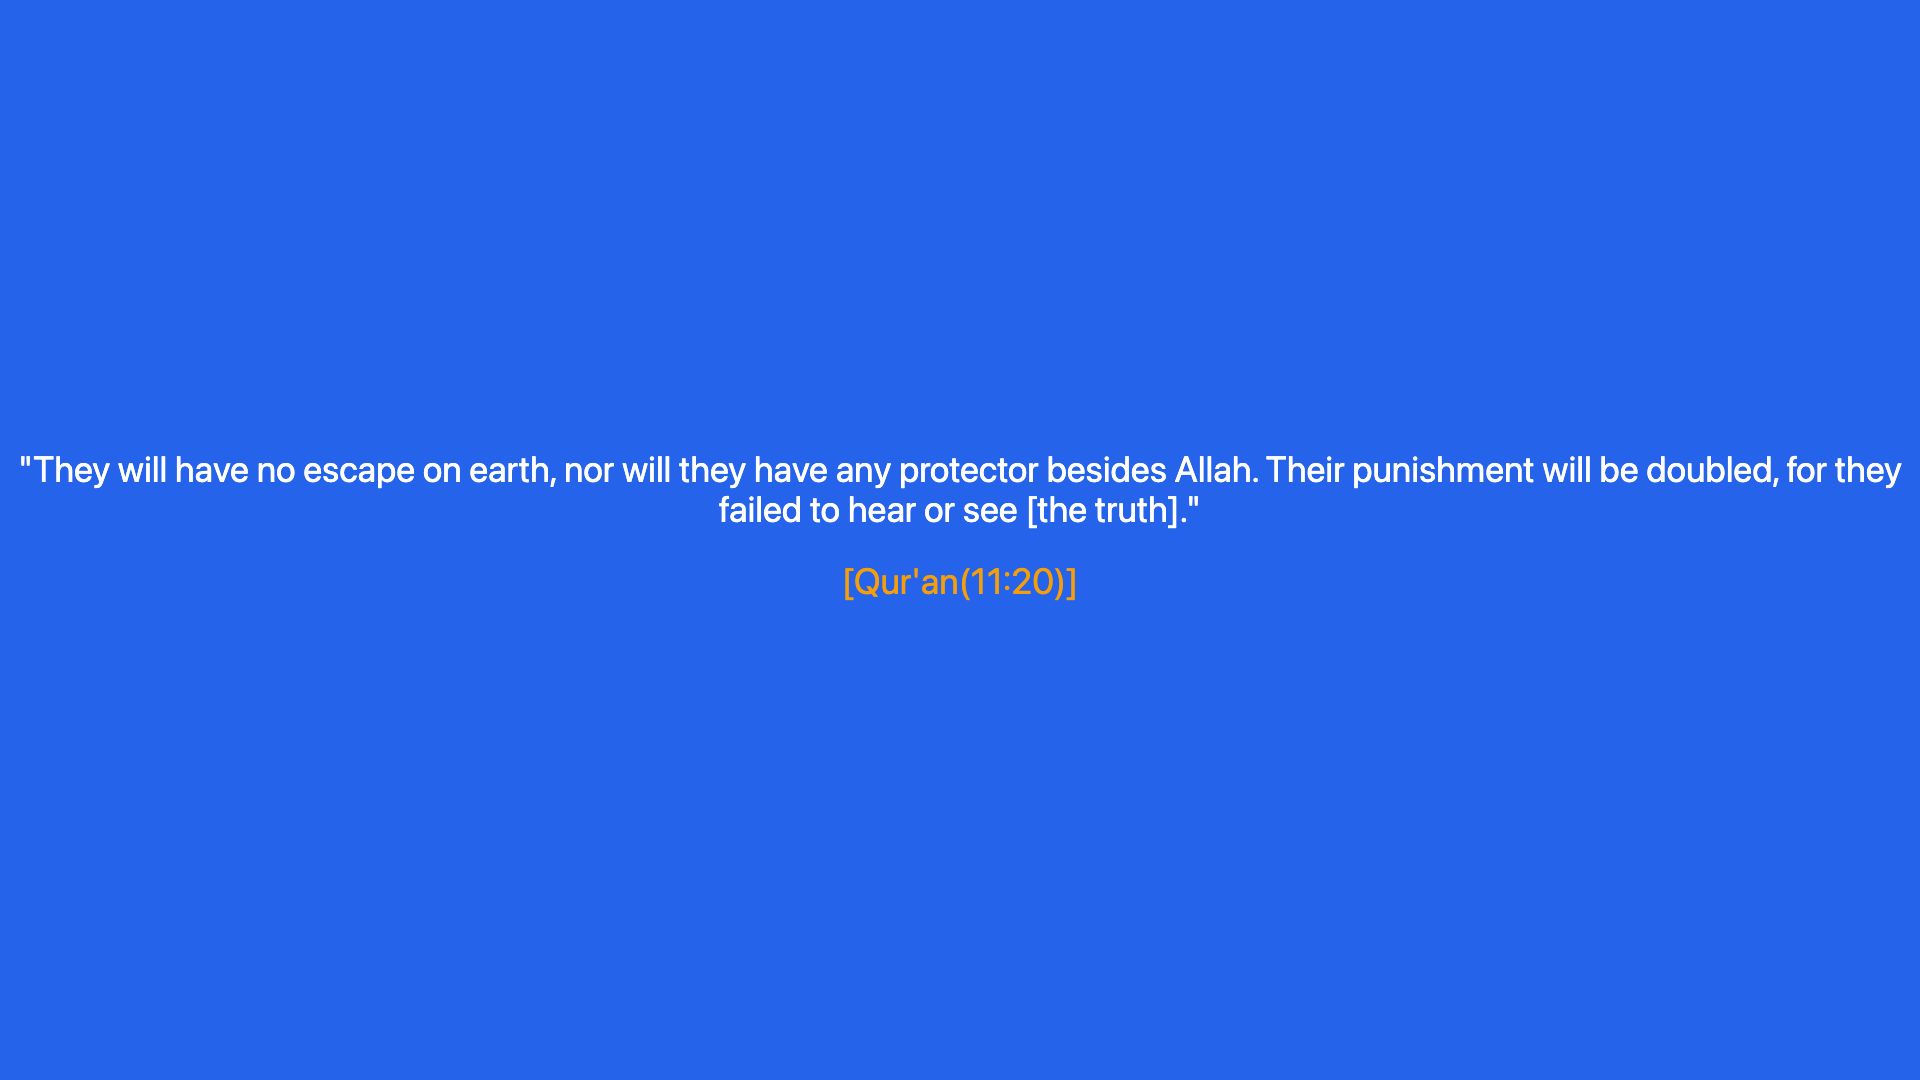 "They will have no escape on earth, nor will they have any protector besides Allah. Their punishment will be doubled, for they
failed to hear or see [the truth]."
[Qur'an(11:20)]